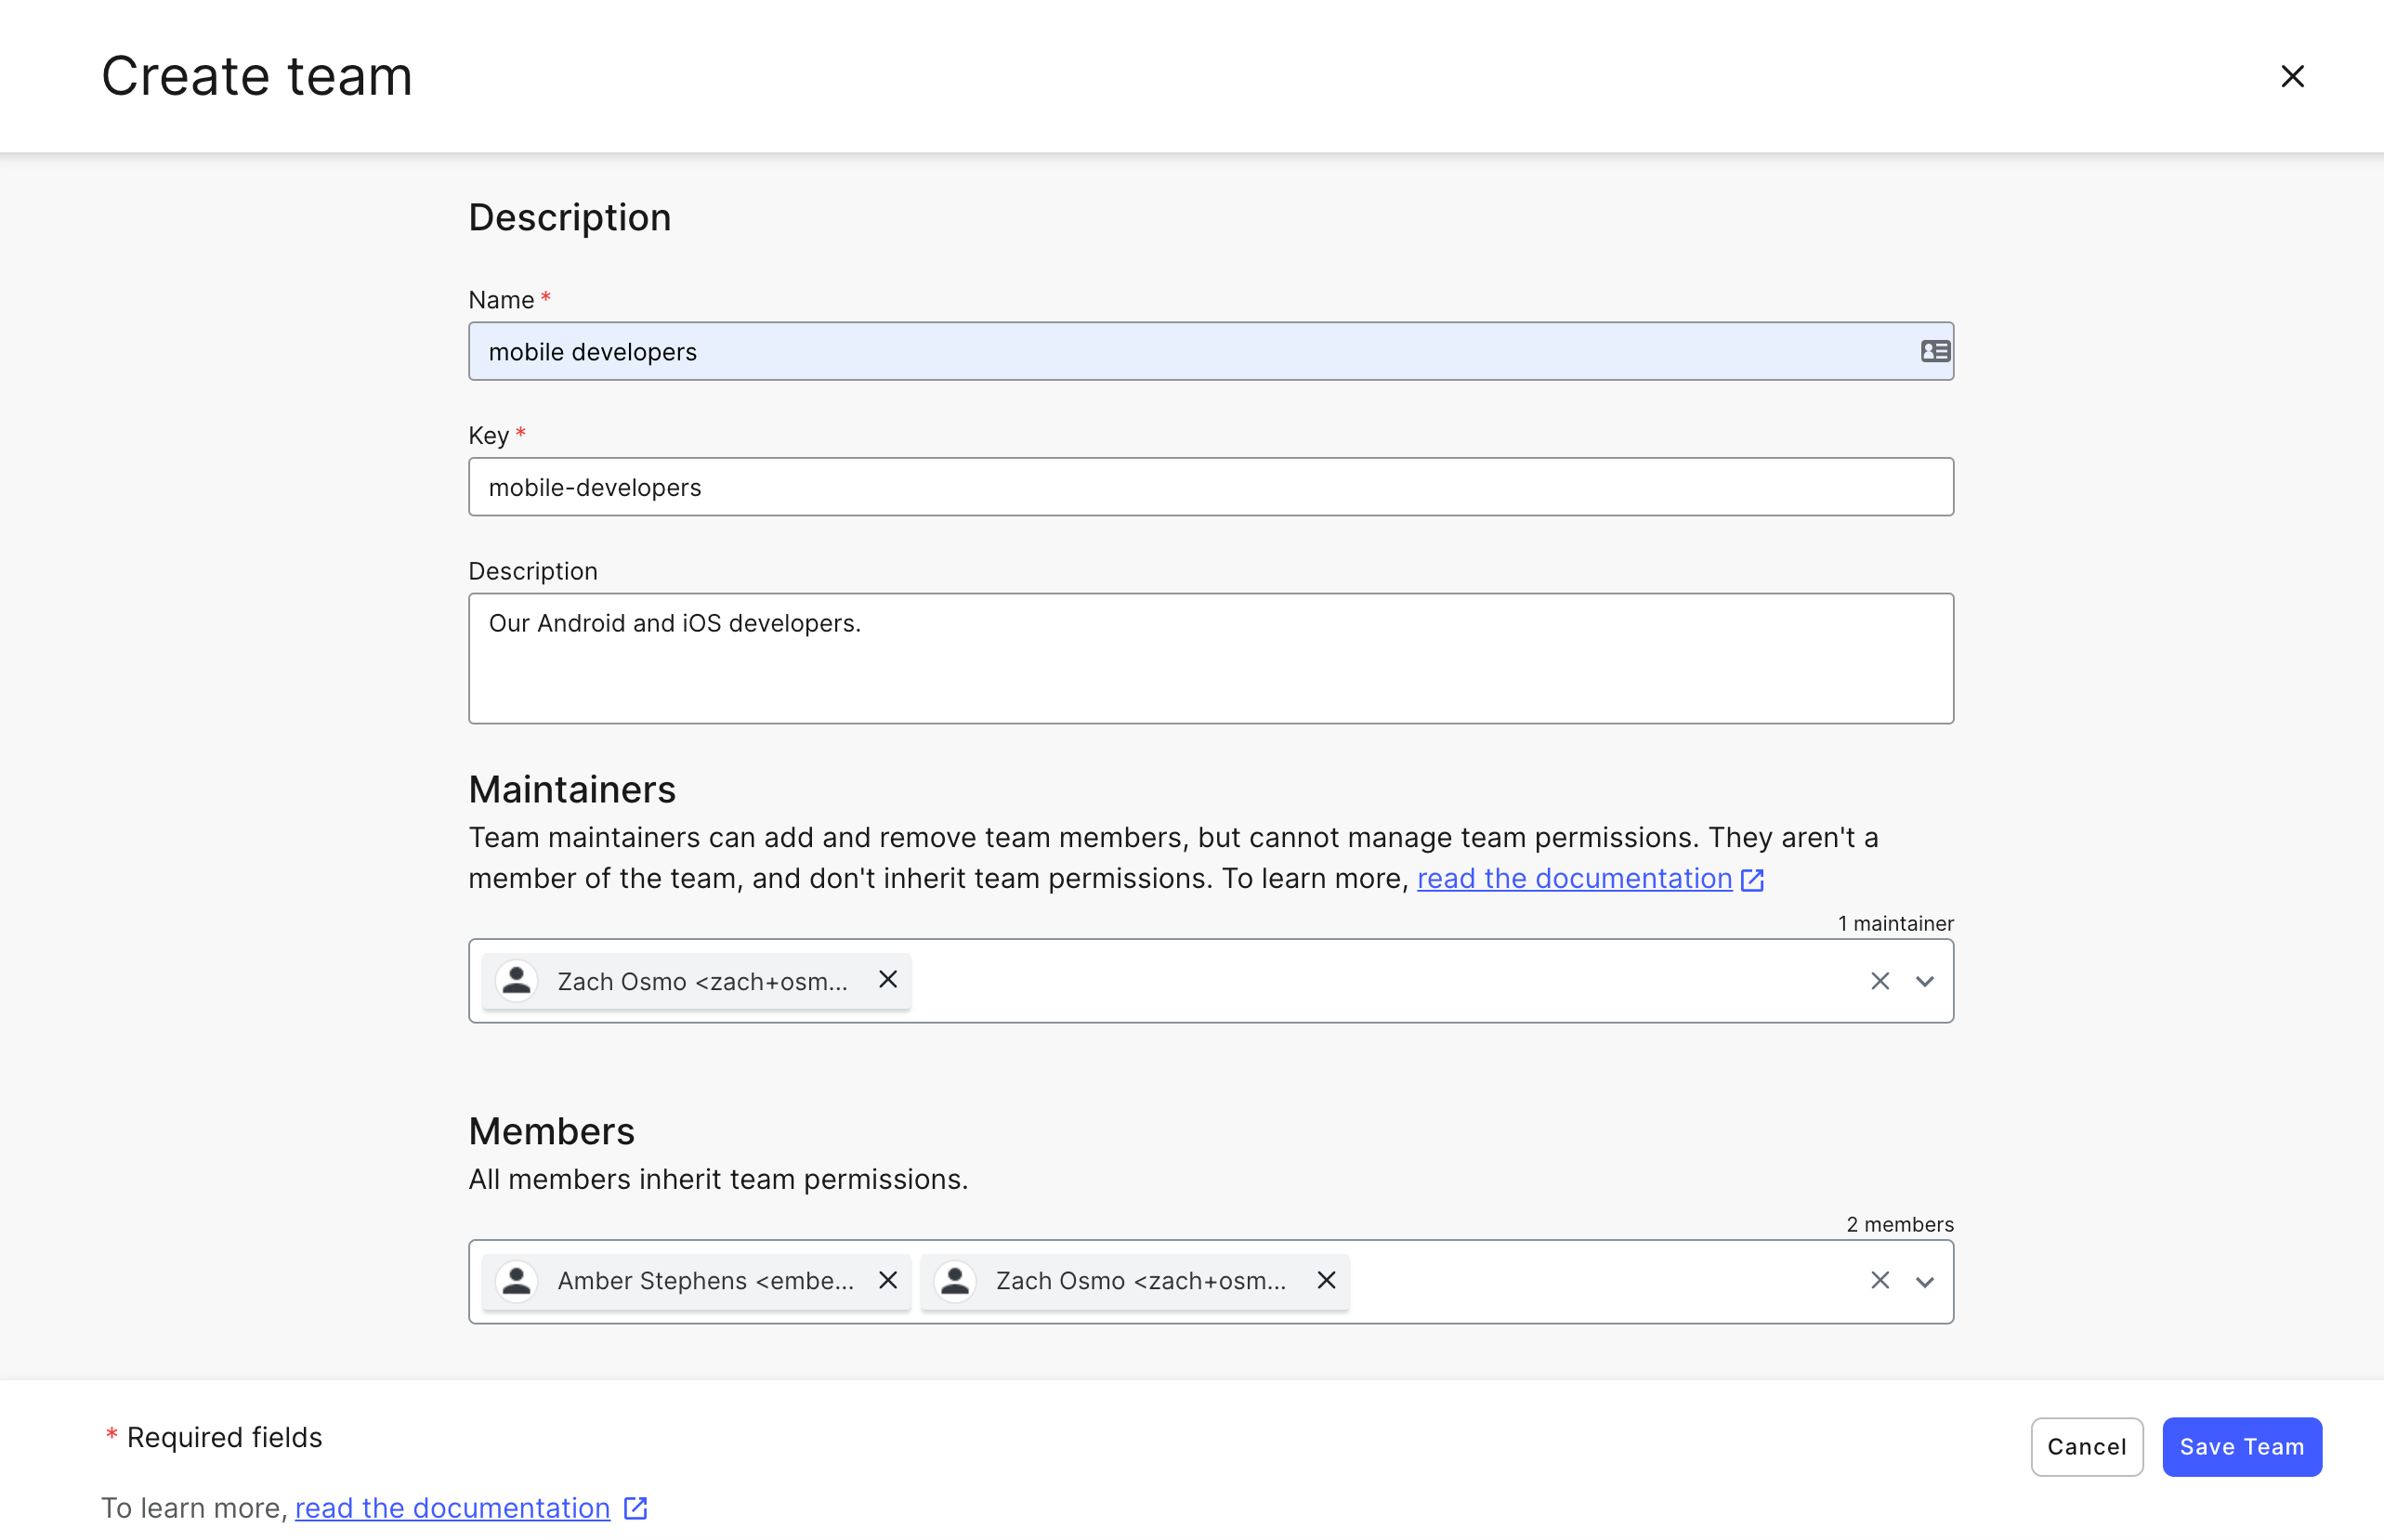 Create team
Description
Name *
mobile developers
Key *
mobile-developers
Description
Our Android and iOS developers.
Maintainers
Team maintainers can add and remove team members, but cannot manage team permissions. They aren't a
member of the team, and don't inherit team permissions. To learn more, read the documentation
1 maintainer
Zach Osmo <zach+osm...
Members
All members inherit team permissions.
2 members
Amber Stephens <embe... Zach Osmo <zach+osm...
* Required fields
Cancel Save Team
To learn more, read the documentation